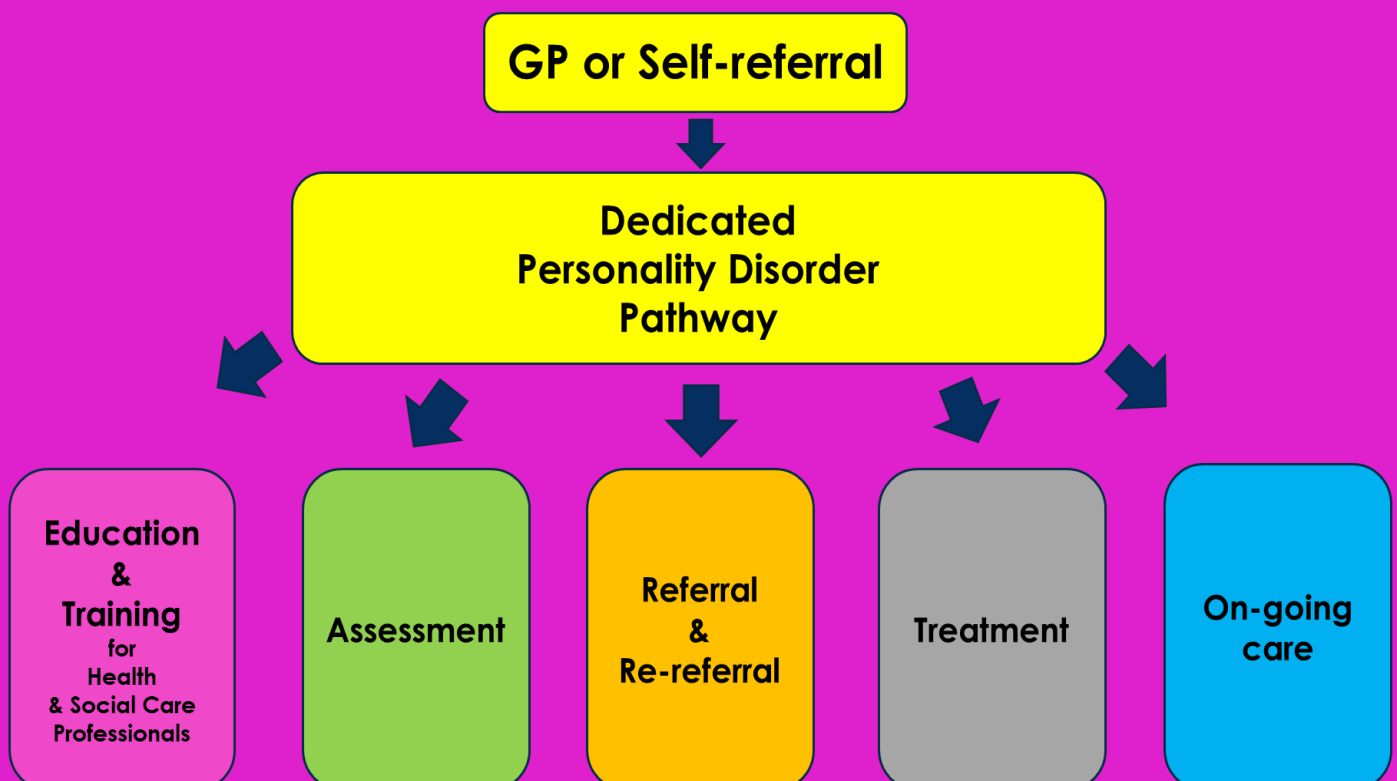 GP or Self-referral
Dedicated
Personality Disorder
Pathway
Education
&
Training
for
Health
& Social Care
Professionals
Assessment
Referral
&
Re-referral
Treatment
On-going
care